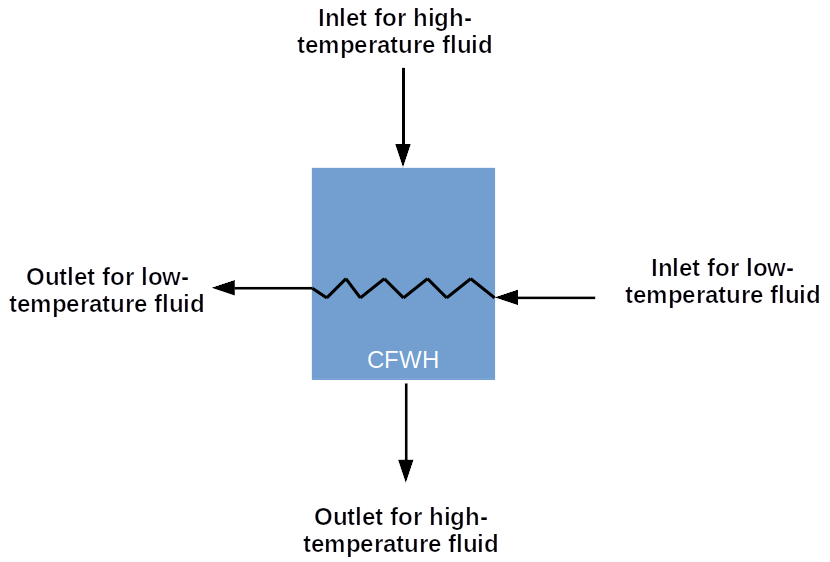 Inlet for high-
temperature fluid
Outlet for low-
temperature fluid
Inlet for low-
temperature fluid
CFWH
Outlet for high-
temperature fluid